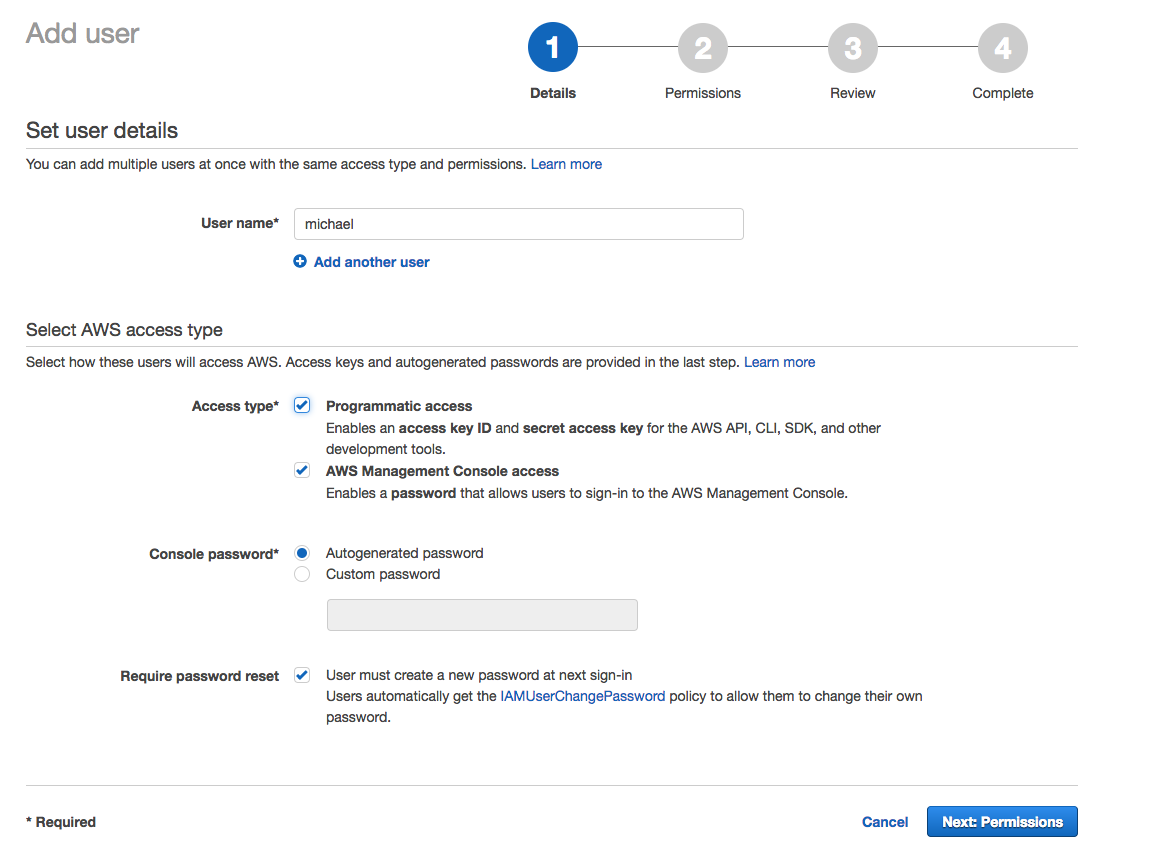 Add user
1
2
3
4
Details
Permissions
Review
Complete
Set user details
You can add multiple users at once with the same access type and permissions. Learn more
User name*
michael
Add another user
Select AWS access type
Select how these users will access AWS. Access keys and autogenerated passwords are provided in the last step. Learn more
Access type*
Programmatic access
Enables an access key ID and secret access key for the AWS API, CLI, SDK, and other
development tools.
AWS Management Console access
Enables a password that allows users to sign-in to the AWS Management Console.
Console password*
Autogenerated password
Custom password
Require password reset
User must create a new password at next sign-in
Users automatically get the IAMUserChangePassword policy to allow them to change their own
password.
* Required
Cancel
Next: Permissions